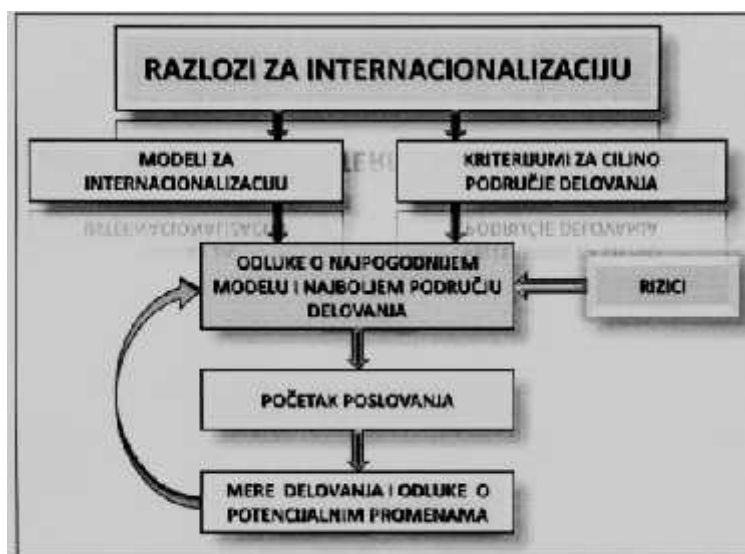 RAZLOZI ZA INTERNACIONALIZACIJU
MODELI ZA
INTERNACIONALIZACIJU
KRITERIJUMI ZA CILJNO
PODRUČJE DELOVANJA
ODLUKE O NAJPOGODNIJEM
MODELU I NAJBOLJEM PODRUČJU
DELOVANJA
RIZICI
POČETAK POSLOVANJA
MERE DELOVANJA I ODLUKE O
POTENCIJALNIM PROMENAMA